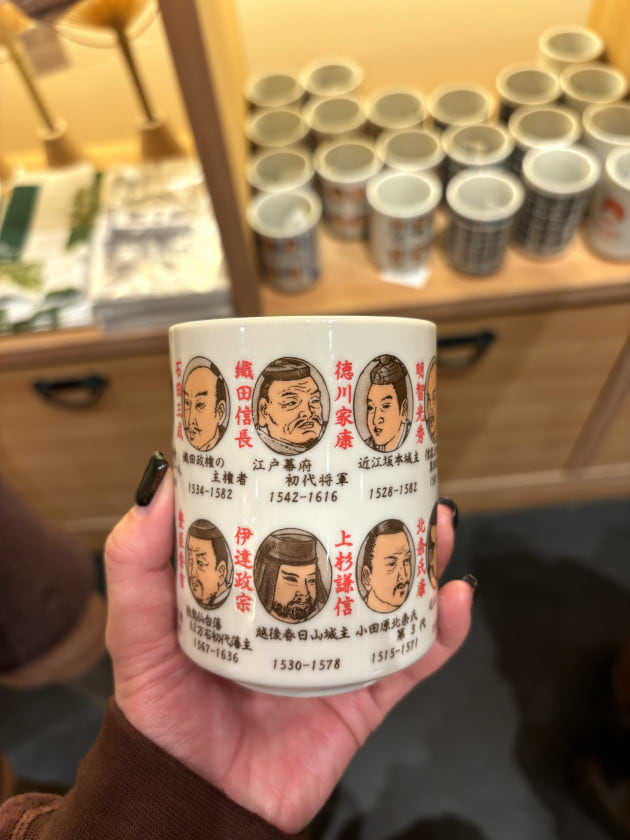 石田三成
織田信長
織田政権の
主権者
1534-1582
徳川家康
江戸幕府
初代将軍
1542-1616
明智光秀
近江坂本城主
1528-1582
伊達政宗
仙台藩
62万石初代藩主
1567-1636
上杉謙信
越後春日山城主
1530-1578
北条氏康
小田原北条氏
第3代
1515-1571